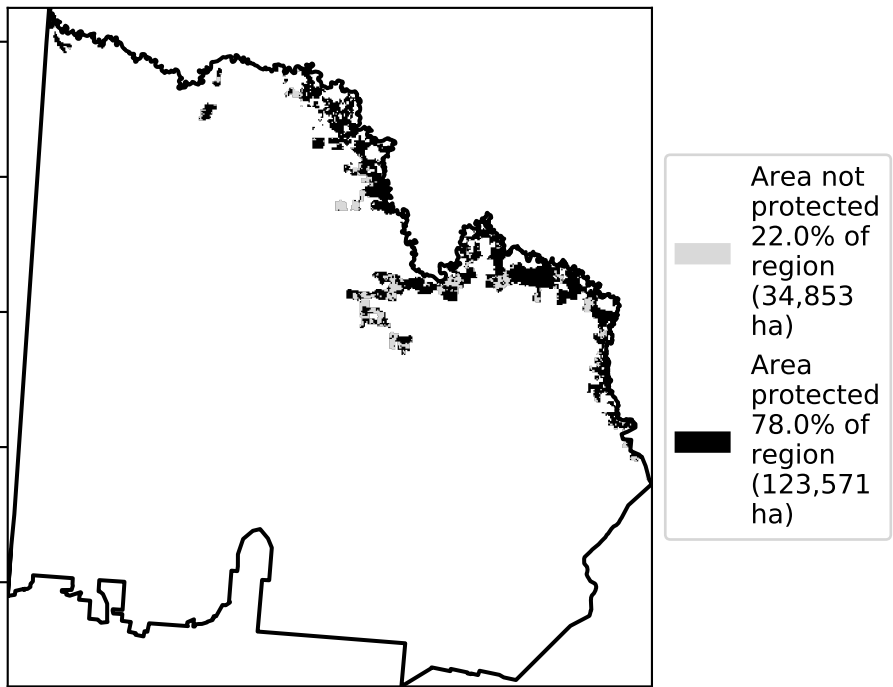 Area not
protected
22.0% of
region
(34,853
ha)
Area
protected
78.0% of
region
(123,571
ha)